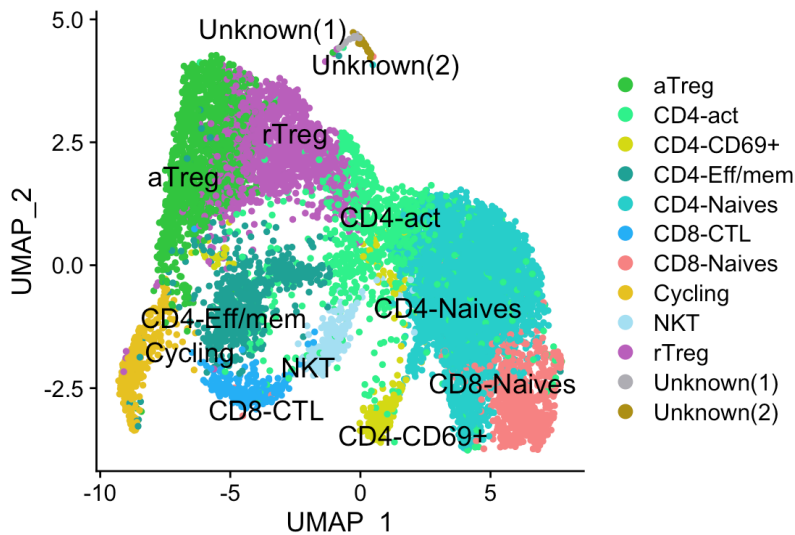 5.0
2.5
0.0
-2.5
-10
-5
0
5
UMAP_2
UMAP_1
Unknown(1)
Unknown(2)
rTreg
aTreg
CD4-act
CD4-Naives
CD4-Eff/mem
Cycling
NKT
CD8-Naives
CD8-CTL
CD4-CD69+
aTreg
CD4-act
CD4-CD69+
CD4-Eff/mem
CD4-Naives
CD8-CTL
CD8-Naives
Cycling
NKT
rTreg
Unknown(1)
Unknown(2)